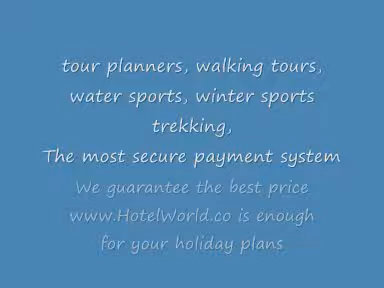 tour planners, walking tours,
water sports, winter sports
trekking,
The most secure payment system
We guarantee the best price
www.HotelWorld.co is enough
for your holiday plans